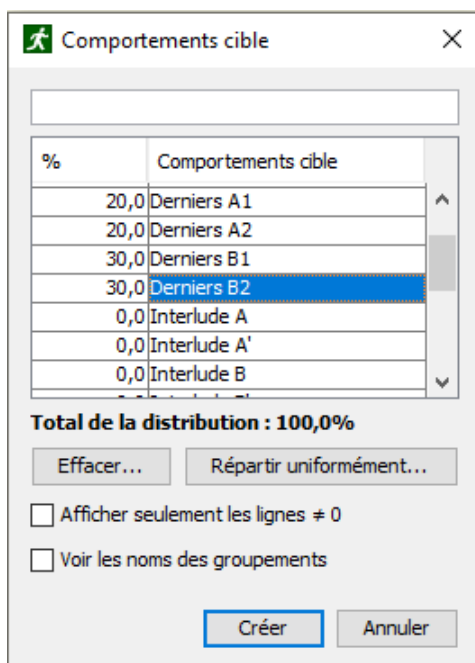 Comportements cible
% Comportements cible
20,0 Derniers A1
20,0 Derniers A2
30,0 Derniers B1
30,0 Derniers B2
0,0 Interlude A
0,0 Interlude A'
0,0 Interlude B
Total de la distribution : 100,0%
Effacer... Répartir uniformément...
Afficher seulement les lignes ≠ 0
Voir les noms des groupements
Créer Annuler